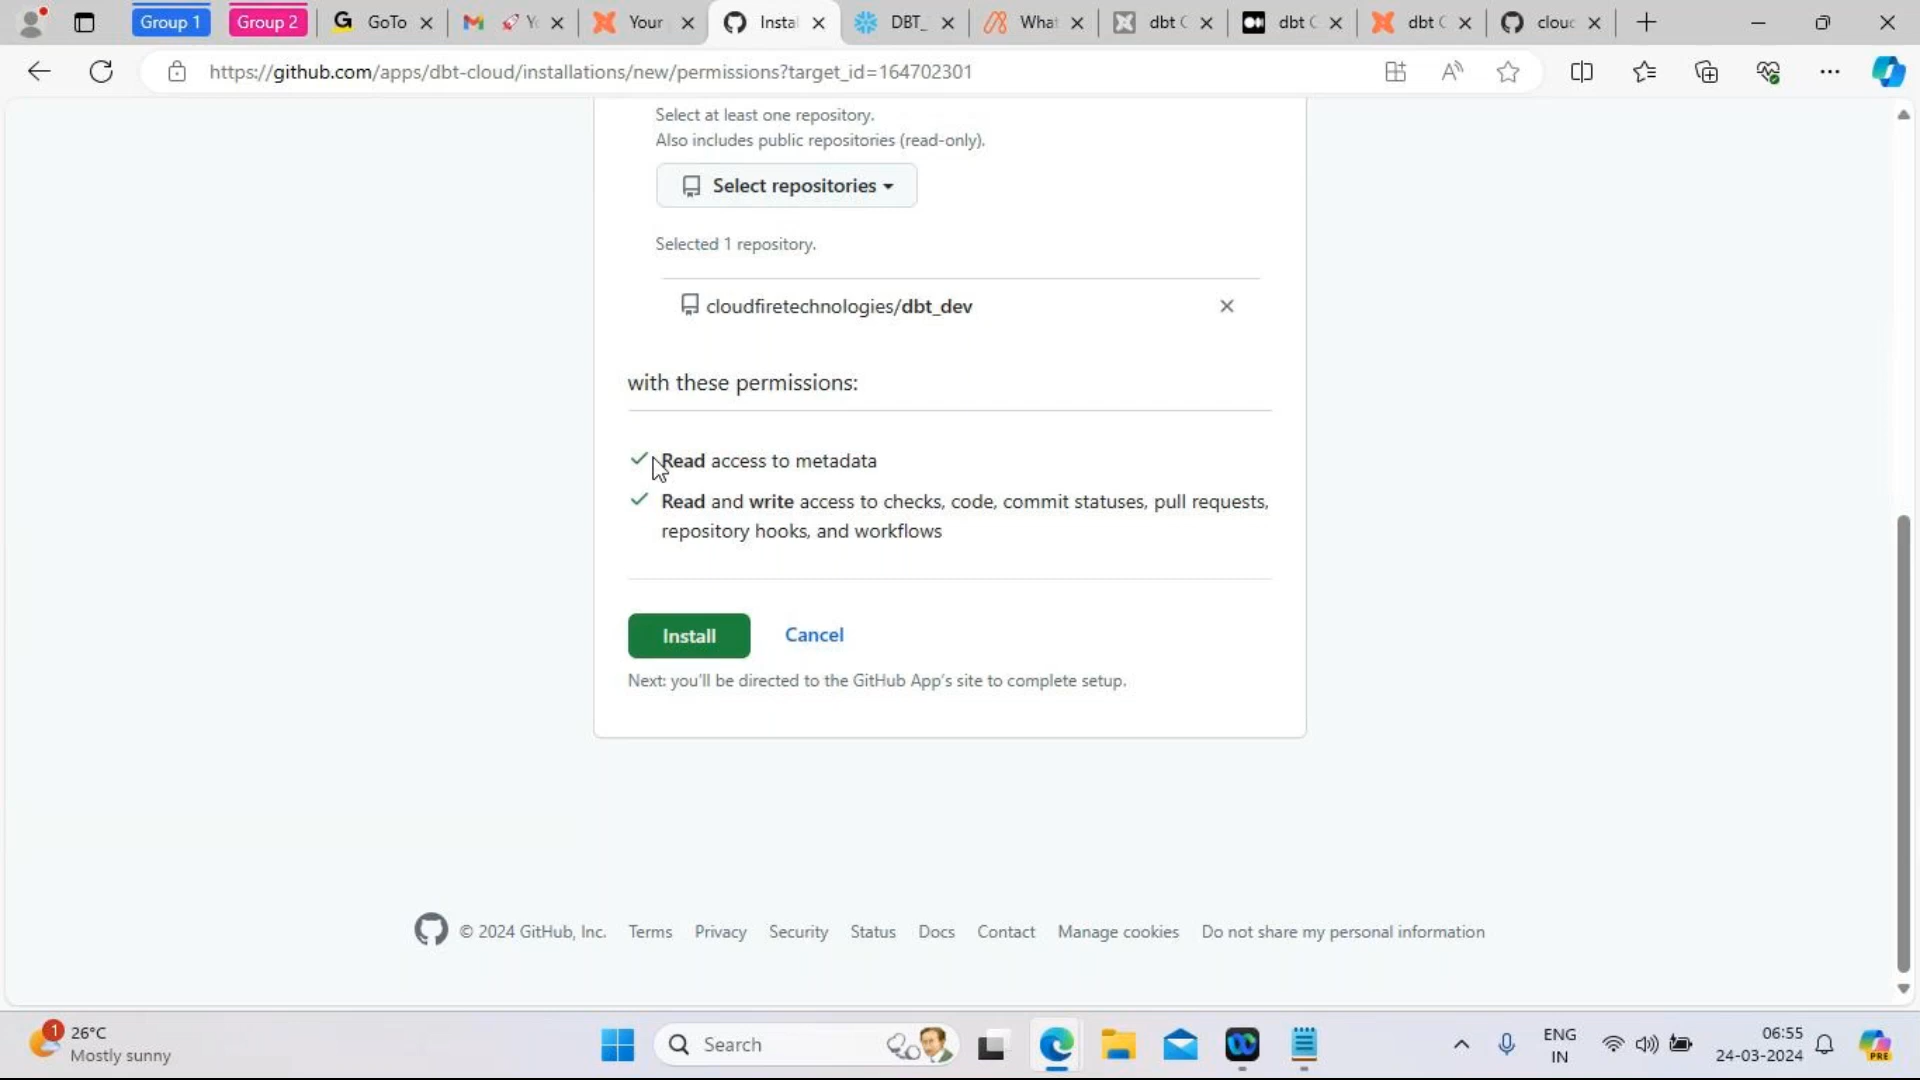 Group 1
Group 2
GoTo
Your
Insta
DBT_
What
dbt C
dbt C
dbt C
clou
https://github.com/apps/dbt-cloud/installations/new/permissions?target_id=164702301
Select at least one repository.
Also includes public repositories (read-only).
Select repositories
Selected 1 repository.
cloudfiretechnologies/dbt_dev
with these permissions:
Read access to metadata
Read and write access to checks, code, commit statuses, pull requests,
repository hooks, and workflows
Install
Cancel
Next: you'll be directed to the GitHub App's site to complete setup.
© 2024 GitHub, Inc. Terms Privacy Security Status Docs Contact Manage cookies Do not share my personal information
1
26°C
Mostly sunny
Search
ENG
IN
06:55
24-03-2024
PRE